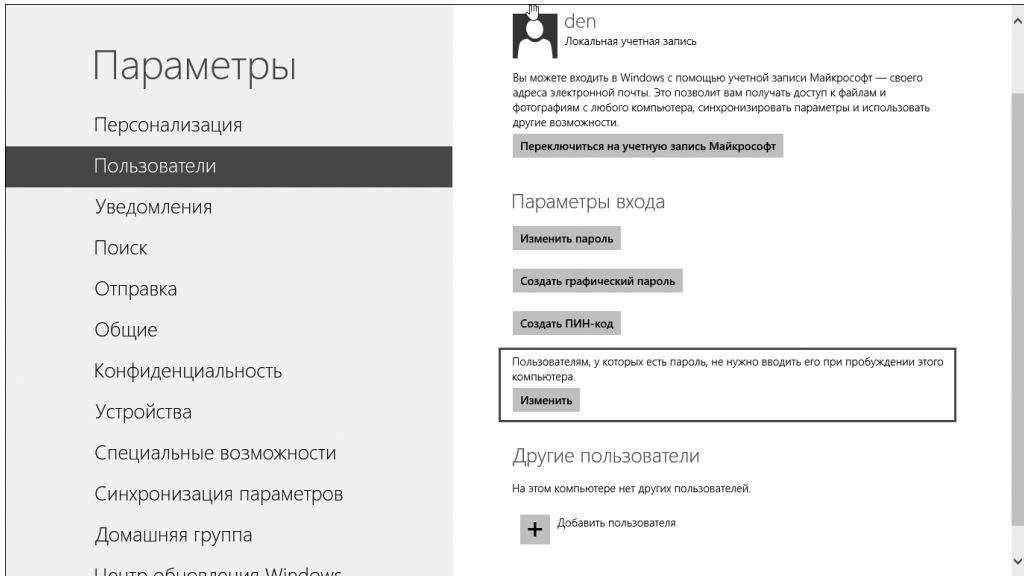 Параметры
Персонализация
Пользователи
Уведомления
Поиск
Отправка
Общие
Конфиденциальность
Устройства
Специальные возможности
Синхронизация параметров
Домашняя группа
Центр обновления Windows
den
Локальная учетная запись
Вы можете входить в Windows с помощью учетной записи Майкрософт — своего
адреса электронной почты. Это позволит вам получать доступ к файлам и
фотографиям с любого компьютера, синхронизировать параметры и использовать
другие возможности.
Переключиться на учетную запись Майкрософт
Параметры входа
Изменить пароль
Создать графический пароль
Создать ПИН-код
Пользователям, у которых есть пароль, не нужно вводить его при пробуждении этого
компьютера.
Изменить
Другие пользователи
На этом компьютере нет других пользователей.
Добавить пользователя